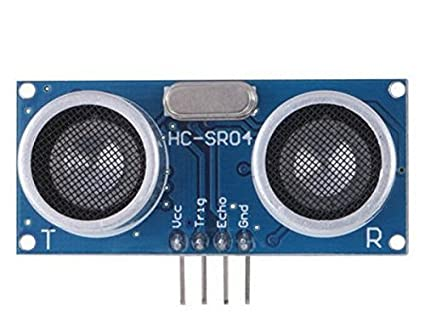 HC-SR04
Vcc
Trig
Echo
Gnd
T
R